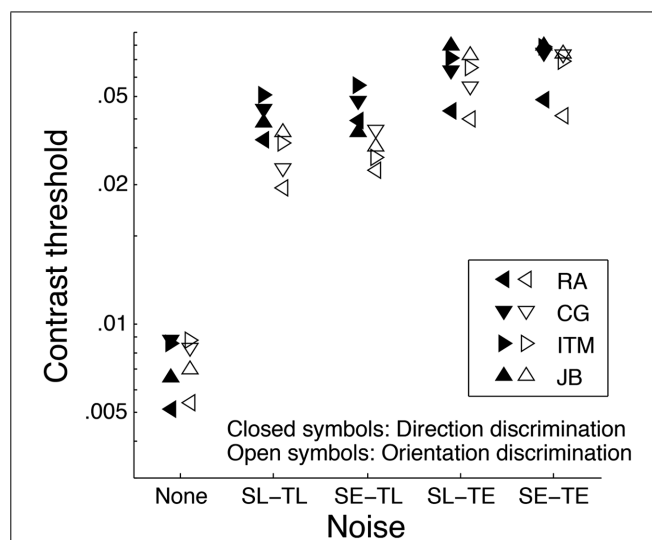 .05
.02
.01
.005
Contrast threshold
RA
CG
ITM
JB
Closed symbols: Direction discrimination
Open symbols: Orientation discrimination
None SL–TL SE–TL SL–TE SE–TE
Noise